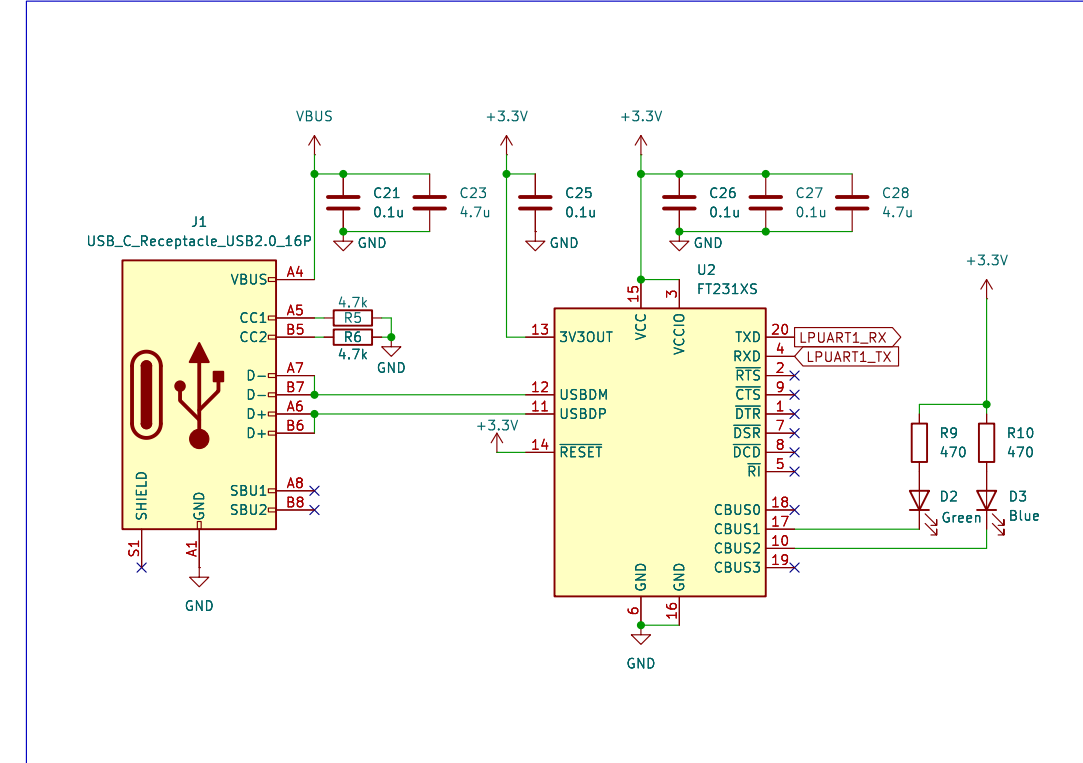 VBUS
+3.3V
+3.3V
C21
0.1u
C23
4.7u
C25
0.1u
C26
0.1u
C27
0.1u
C28
4.7u
GND
GND
GND
J1
USB_C_Receptacle_USB2.0_16P
VBUS
A4
CC1
A5
CC2
B5
D-
A7
D-
B7
D+
A6
D+
B6
SBU1
A8
SBU2
B8
SHIELD
S1
GND
A1
GND
4.7k
R5
R6
4.7k
GND
+3.3V
U2
FT231XS
15
VCC
3
VCCIO
13
3V3OUT
12
USBDM
11
USBDP
14
RESET
TXD
20
LPUART1_RX
RXD
4
LPUART1_TX
RTS
2
CTS
9
DTR
1
DSR
7
DCD
8
RI
5
CBUS0
18
CBUS1
17
CBUS2
10
CBUS3
19
GND
6
GND
16
GND
+3.3V
R9
470
R10
470
D2
Green
D3
Blue